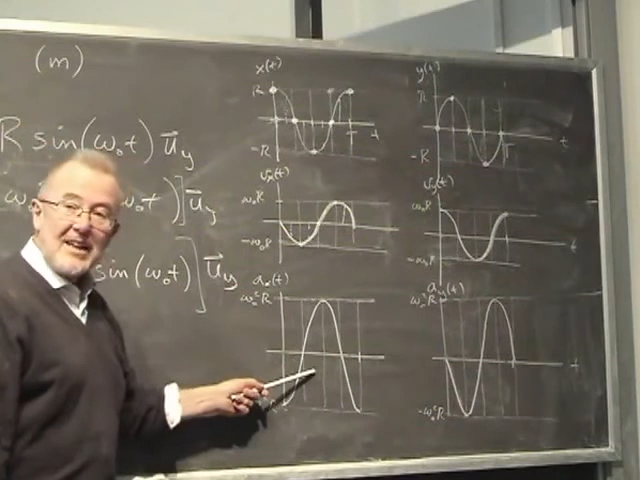 (m)
R sin(ω₀t) u⃗y
ω₀t)] u⃗y
sin(ω₀t)] u⃗y
x(t)
R
-R
t
vx(t)
ω₀R
-ω₀R
ax(t)
ω₀²R
y(t)
R
-R
t
vy(t)
ω₀R
-ω₀R
t
ay(t)
ω₀²R
-ω₀²R
t